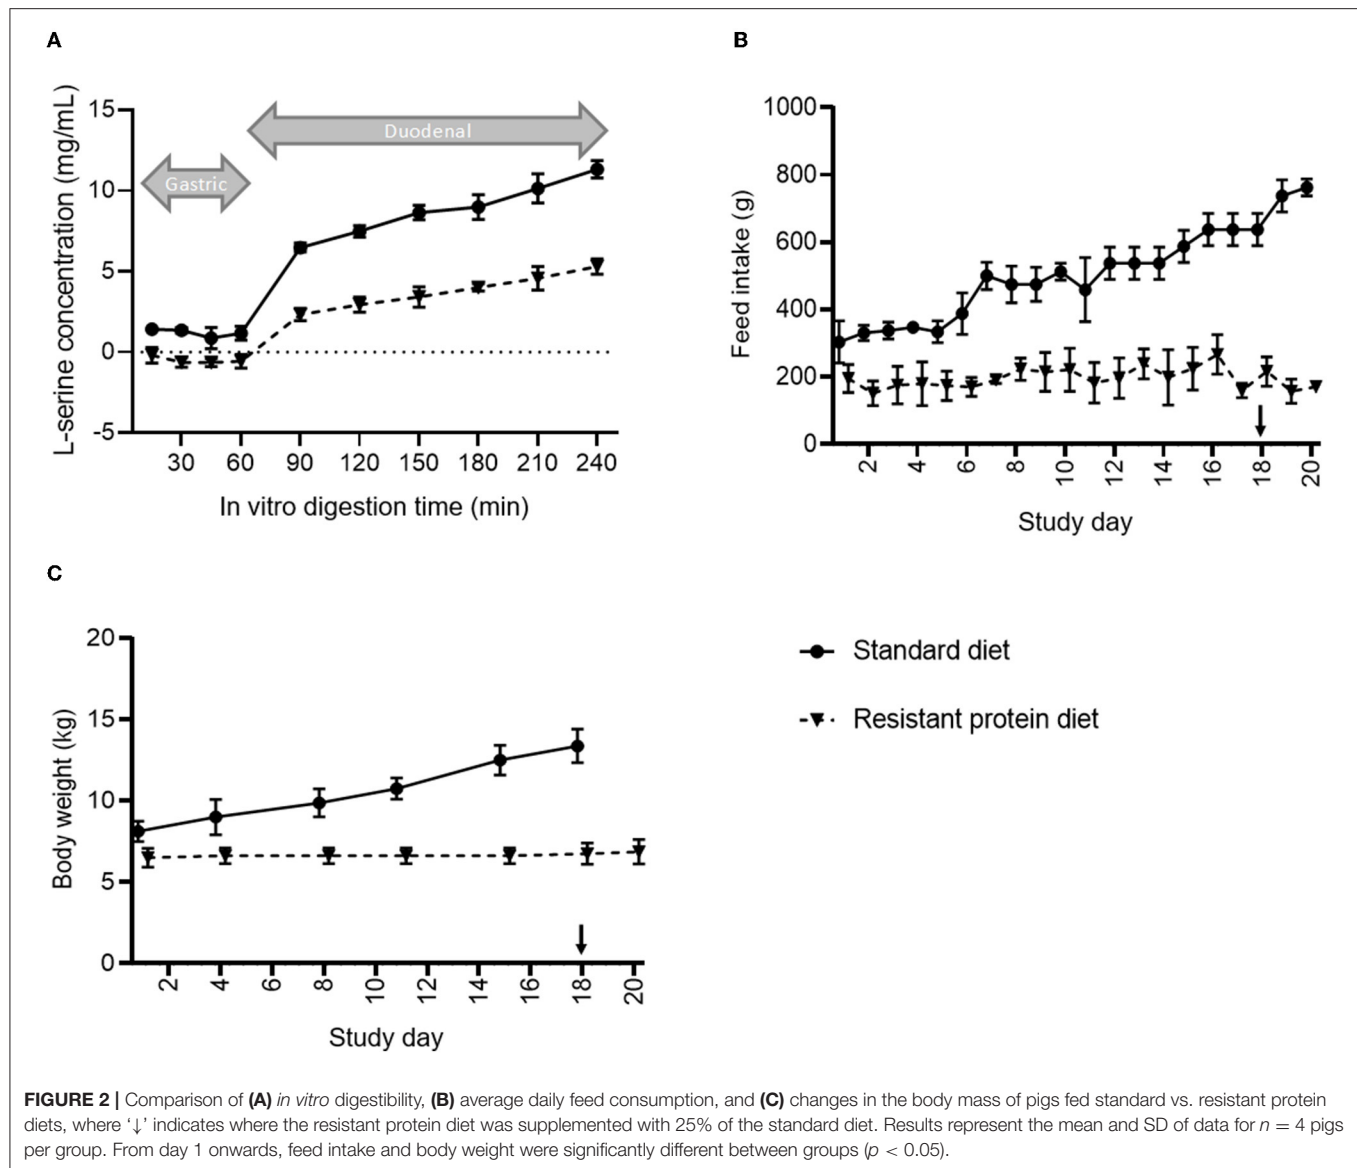 A
L-serine concentration (mg/mL)
15
10
5
0
-5
Duodenal
Gastric
30 60 90 120 150 180 210 240
In vitro digestion time (min)
B
Feed intake (g)
1000
800
600
400
200
0
2 4 6 8 10 12 14 16 18 20
Study day
C
Body weight (kg)
20
15
10
5
0
2 4 6 8 10 12 14 16 18 20
Study day
Standard diet
Resistant protein diet
FIGURE 2 | Comparison of (A) in vitro digestibility, (B) average daily feed consumption, and (C) changes in the body mass of pigs fed standard vs. resistant protein
diets, where ‘↓’ indicates where the resistant protein diet was supplemented with 25% of the standard diet. Results represent the mean and SD of data for n = 4 pigs
per group. From day 1 onwards, feed intake and body weight were significantly different between groups (p < 0.05).